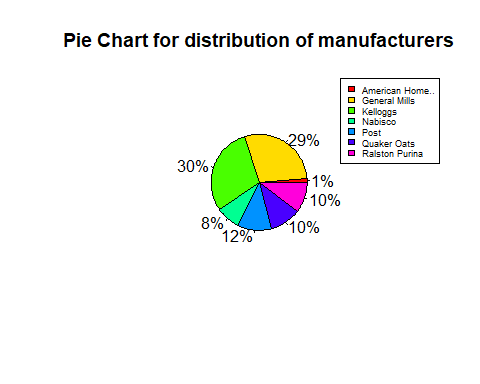 Pie Chart for distribution of manufacturers
American Home..
General Mills
Kelloggs
Nabisco
Post
Quaker Oats
Ralston Purina
29%
30%
1%
10%
8%
10%
12%